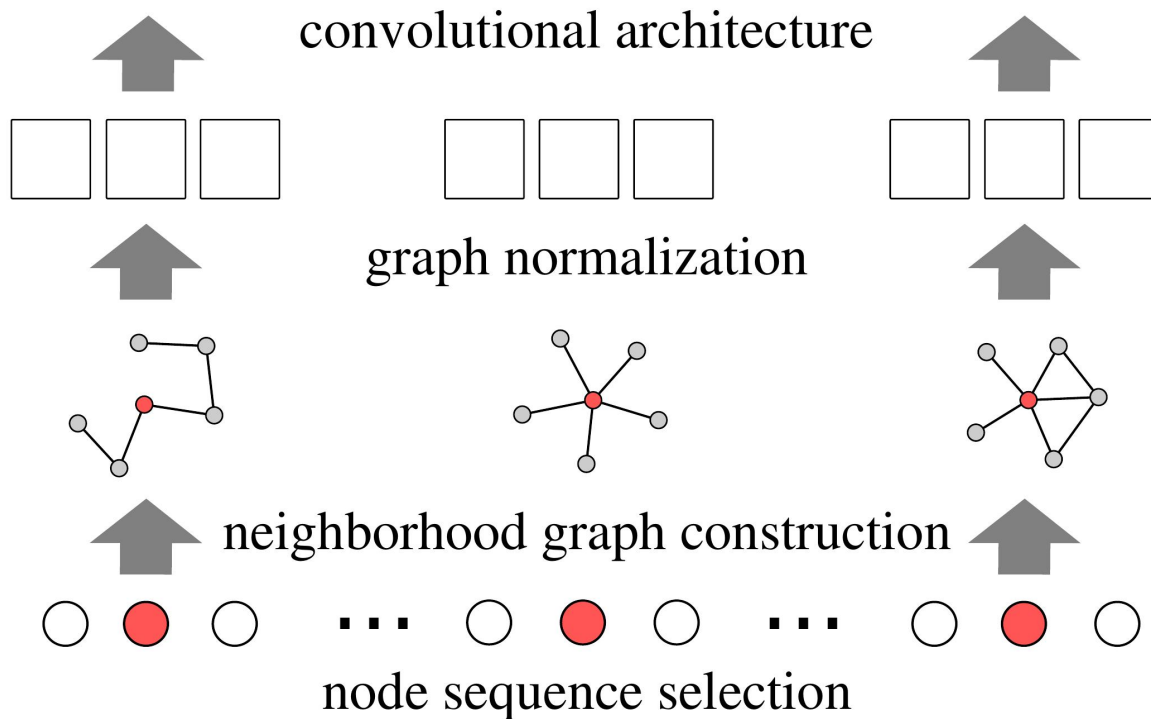 convolutional architecture
graph normalization
neighborhood graph construction
... ...
node sequence selection